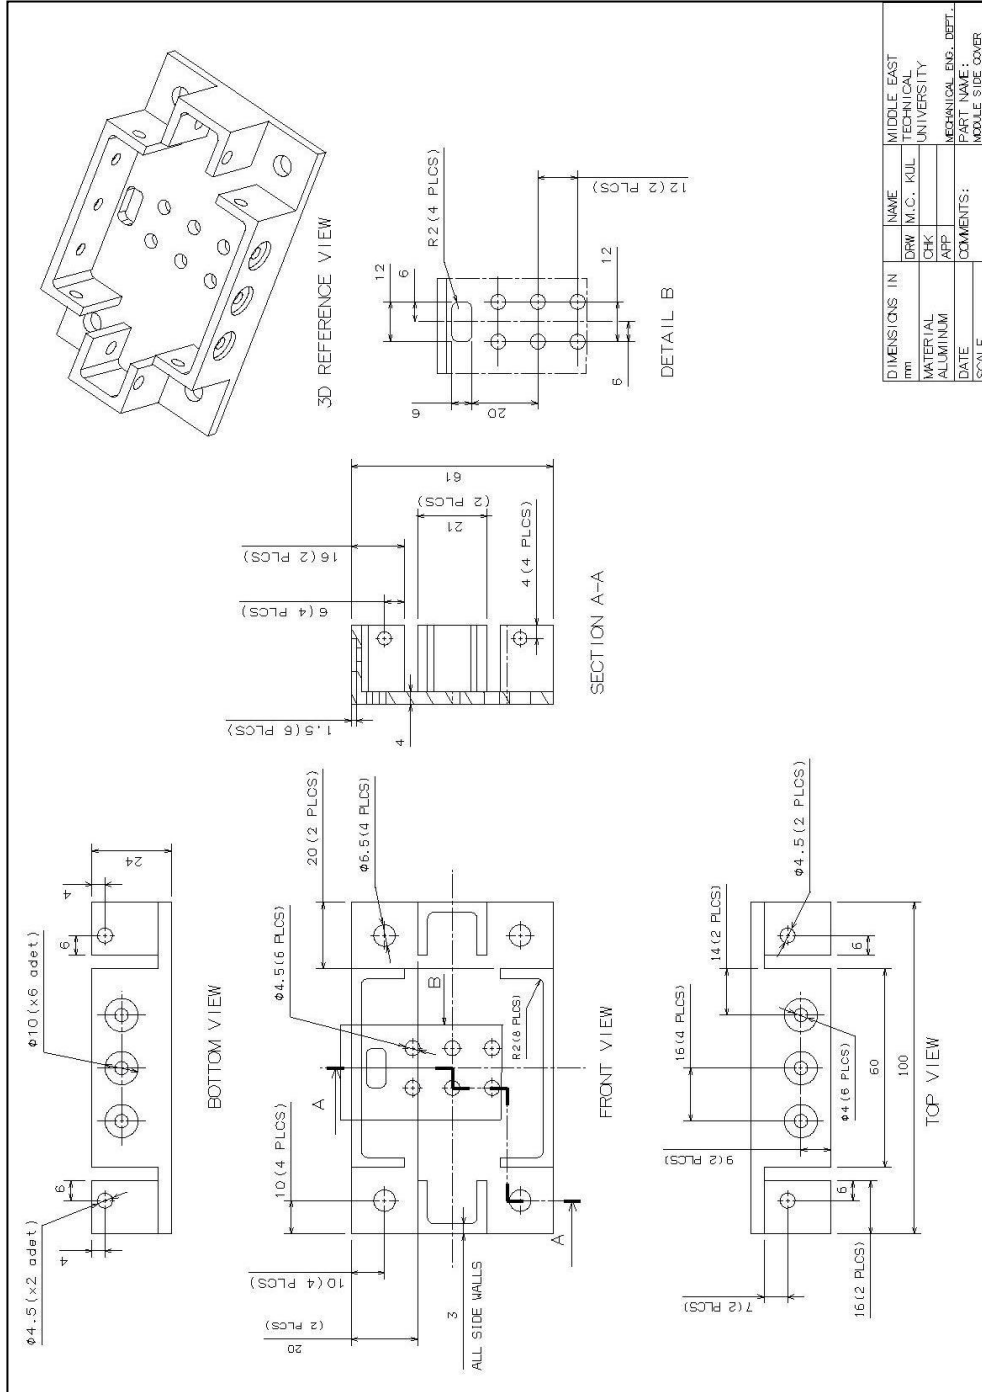 3D REFERENCE VIEW
R2(4 PLCS)
12
6
12(2 PLCS)
12
6
6
20
DETAIL B
61
16(2 PLCS)
6(4 PLCS)
21
(2 PLCS)
4(4 PLCS)
1.5(6 PLCS)
4
SECTION A-A
Φ4.5(x2 adet)
4
6
Φ10(x6 adet)
6
4
24
BOTTOM VIEW
10(4 PLCS)
A
Φ4.5(6 PLCS)
20(2 PLCS)
Φ6.5(4 PLCS)
B
R2(8 PLCS)
10(4 PLCS)
20
(2 PLCS)
3
ALL SIDE WALLS
A
FRONT VIEW
16(4 PLCS)
14(2 PLCS)
Φ4.5(2 PLCS)
9(2 PLCS)
6
6
Φ4(6 PLCS)
60
100
7(2 PLCS)
16(2 PLCS)
TOP VIEW
DIMENSIONS IN
mm
NAME
MIDDLE EAST
TECHNICAL
UNIVERSITY
DRW
M.C. KUL
MATERIAL
ALUMINUM
CHK
APP
MECHANICAL ENG. DEPT.
DATE
COMMENTS:
PART NAME:
MODULE SIDE COVER
SCALE